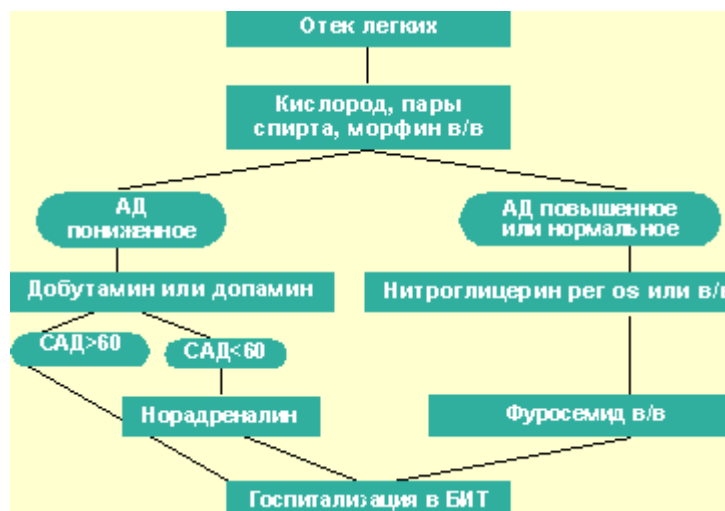 Отек легких
Кислород, пары
спирта, морфин в/в
АД
пониженное
АД повышенное
или нормальное
Добутамин или допамин
Нитроглицерин per os или в/в
САД>60
САД<60
Норадреналин
Фуросемид в/в
Госпитализация в БИТ